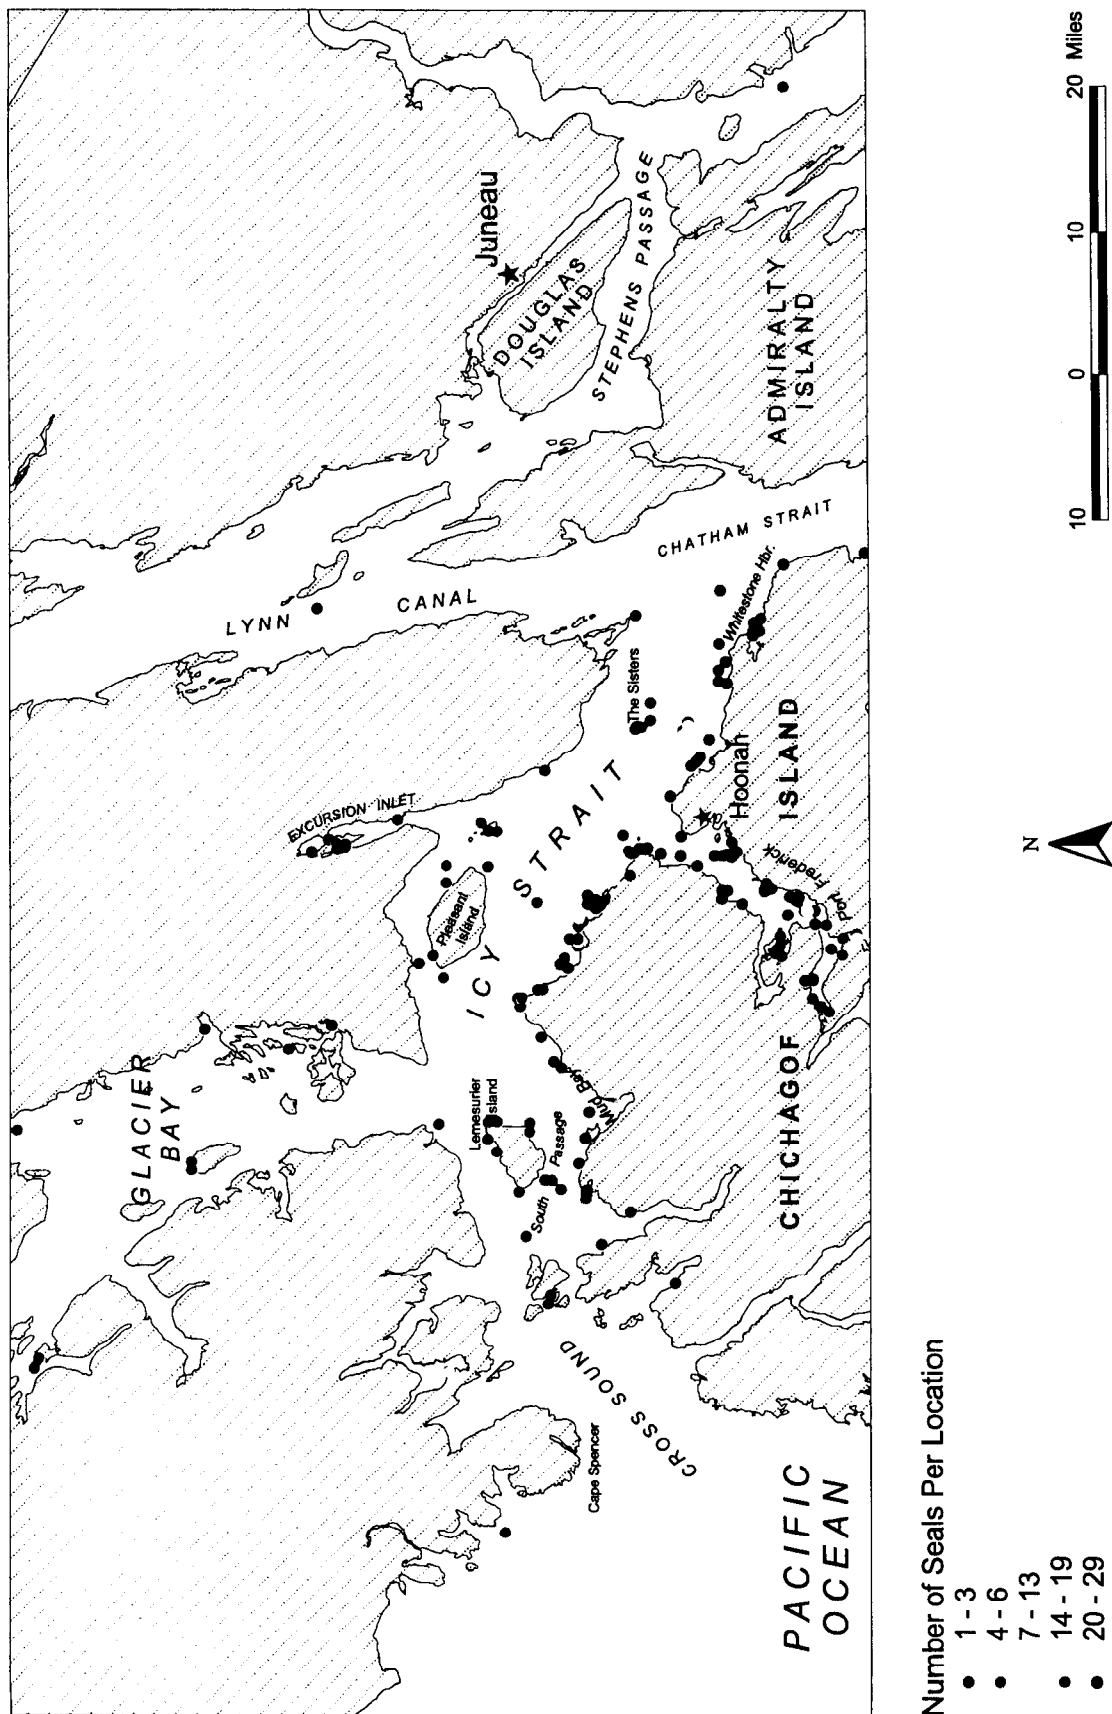 GLACIER
BAY
LYNN
CANAL
EXCURSION INLET
Juneau
DOUGLAS
ISLAND
STEPHENS PASSAGE
Pleasant
Island
ICY STRAIT
The Sisters
CHATHAM STRAIT
Whitestone Hbr.
Lemesurier
Island
South Passage
Mud Bay
Cape Spencer
CROSS SOUND
Hoonah
Port Frederick
CHICHAGOF ISLAND
ADMIRALTY
ISLAND
PACIFIC
OCEAN
Number of Seals Per Location
1 - 3
4 - 6
7 - 13
14 - 19
20 - 29
N
10 0 10 20 Miles